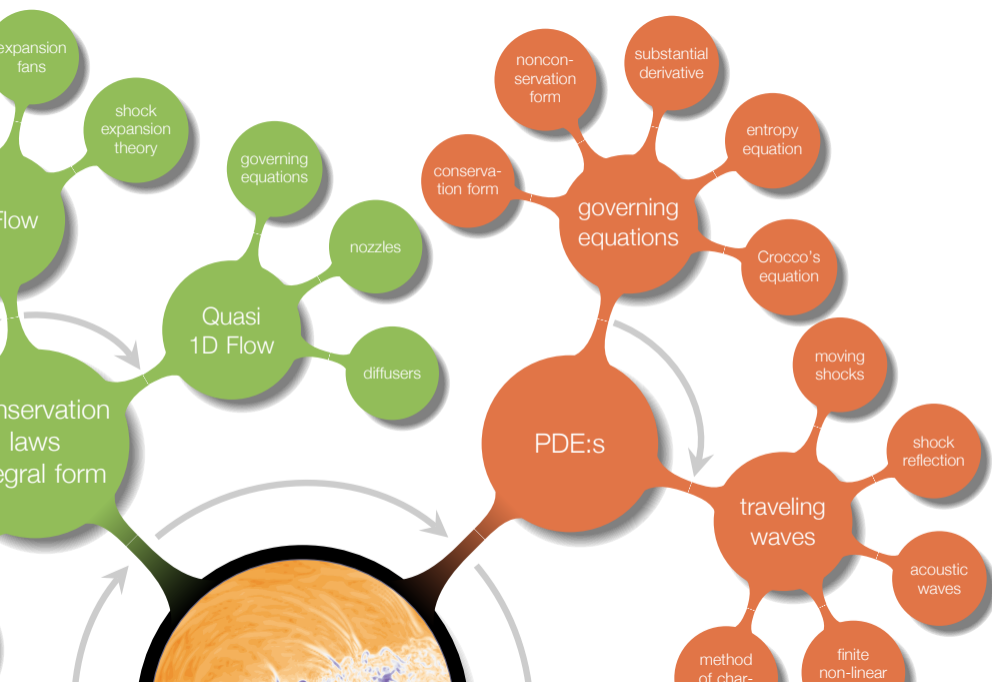 expansion
fans
shock
expansion
theory
Flow
governing
equations
nozzles
Quasi
1D Flow
diffusers
nservation
laws
egral form
noncon-
servation
form
substantial
derivative
entropy
equation
conserva-
tion form
governing
equations
Crocco's
equation
PDE:s
moving
shocks
shock
reflection
traveling
waves
acoustic
waves
method
of char-
finite
non-linear